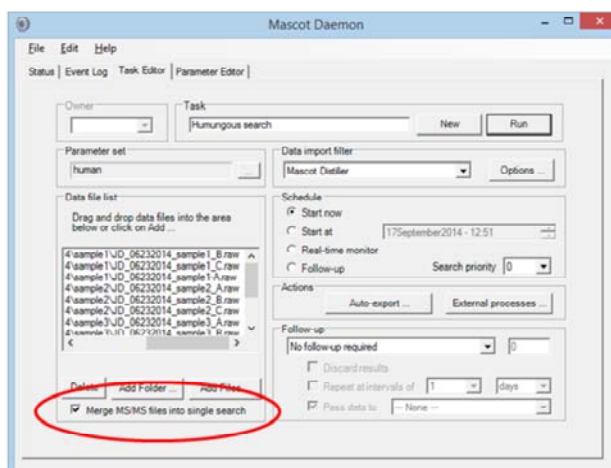 Mascot Daemon
File Edit Help
Status Event Log Task Editor Parameter Editor
Owner
Task
Humungous search
New
Run
Parameter set
human
...
Data import filter
Mascot Distiller
Options ...
Data file list
Drag and drop data files into the area
below or click on Add ...
4\sample1\JD_06232014_sample1_B.raw
4\sample1\JD_06232014_sample1_C.raw
4\sample1\JD_06232014_sample1-A.raw
4\sample2\JD_06232014_sample2_A.raw
4\sample2\JD_06232014_sample2_B.raw
4\sample2\JD_06232014_sample2_C.raw
4\sample3\JD_06232014_sample3_A.raw
4\sample3\JD_06232014_sample3_B.raw
Delete
Add Folder ...
Add Files...
Merge MS/MS files into single search
Schedule
Start now
Start at
17September2014 - 12:51
Real-time monitor
Follow-up
Search priority 0
Actions
Auto-export ...
External processes ...
Follow-up
No follow-up required
0
Discard results
Repeat at intervals of 1 days
Pass data to -- None --